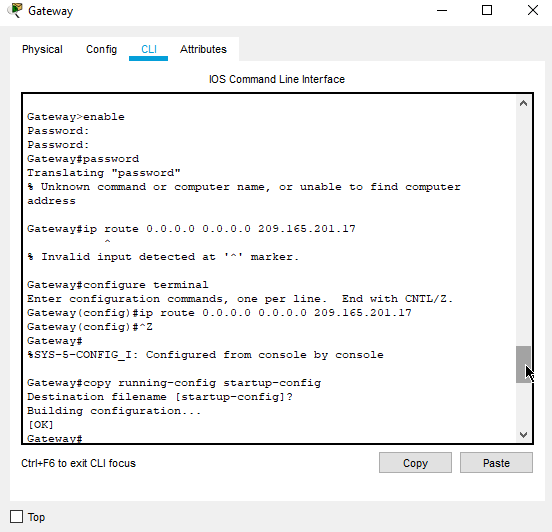 Gateway
Physical Config CLI Attributes
IOS Command Line Interface
Gateway>enable
Password:
Password:
Gateway#password
Translating "password"
% Unknown command or computer name, or unable to find computer
address
Gateway#ip route 0.0.0.0 0.0.0.0 209.165.201.17
^
% Invalid input detected at '^' marker.
Gateway#configure terminal
Enter configuration commands, one per line.  End with CNTL/Z.
Gateway(config)#ip route 0.0.0.0 0.0.0.0 209.165.201.17
Gateway(config)#^Z
Gateway#
%SYS-5-CONFIG_I: Configured from console by console
Gateway#copy running-config startup-config
Destination filename [startup-config]?
Building configuration...
[OK]
Gateway#
Ctrl+F6 to exit CLI focus Copy Paste
Top